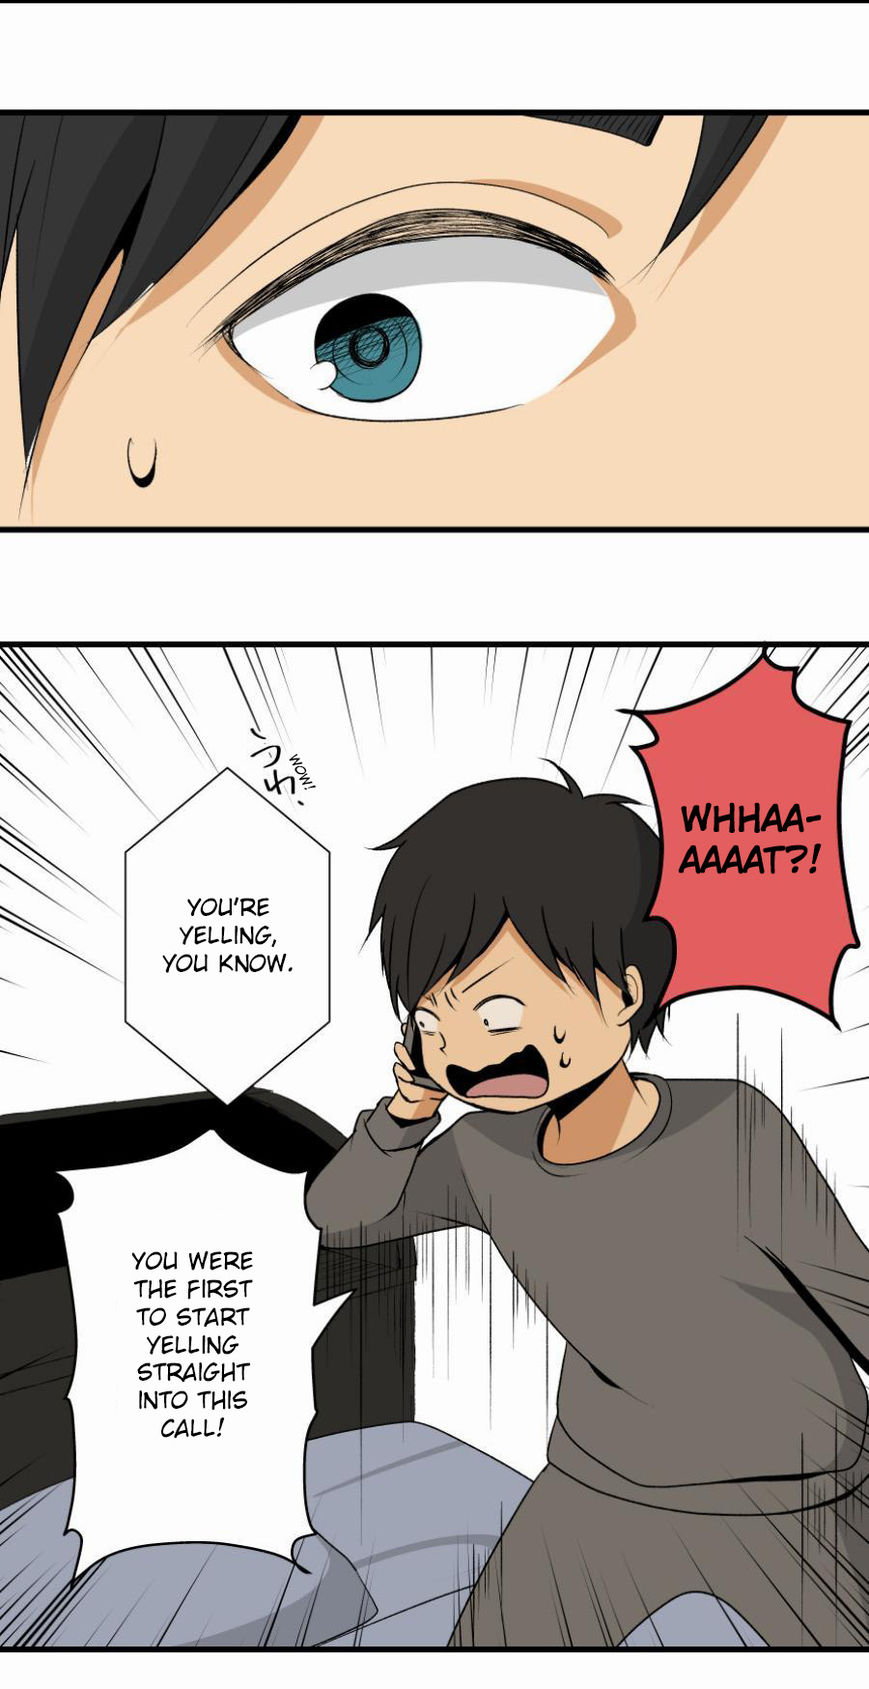 WHHAA-
AAAAT?!
うわ.
WOW!
YOU'RE
YELLING,
YOU KNOW.
YOU WERE
THE FIRST
TO START
YELLING
STRAIGHT
INTO THIS
CALL!